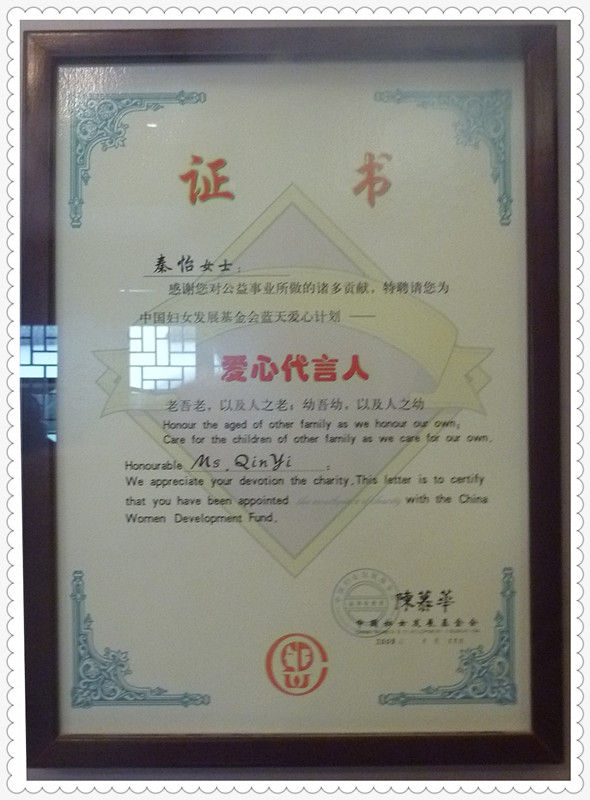 证 书
秦怡女士：
感谢您对公益事业所做的诸多贡献，特聘请您为
中国妇女发展基金会蓝天爱心计划 ——
爱心代言人
老吾老，以及人之老；幼吾幼，以及人之幼
Honour the aged of other family as we honour our own;
Care for the children of other family as we care for our own.
Honourable Ms. QinYi :
We appreciate your devotion the charity.This letter is to certify
that you have been appointed with the China
Women Development Fund.
陳慕華
中国妇女发展基金会